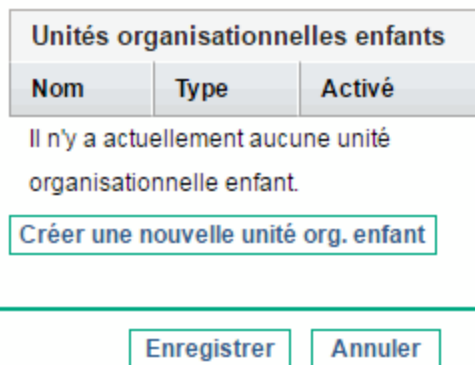 Unités organisationnelles enfants
Nom Type Activé
Il n'y a actuellement aucune unité
organisationnelle enfant.
Créer une nouvelle unité org. enfant
Enregistrer Annuler